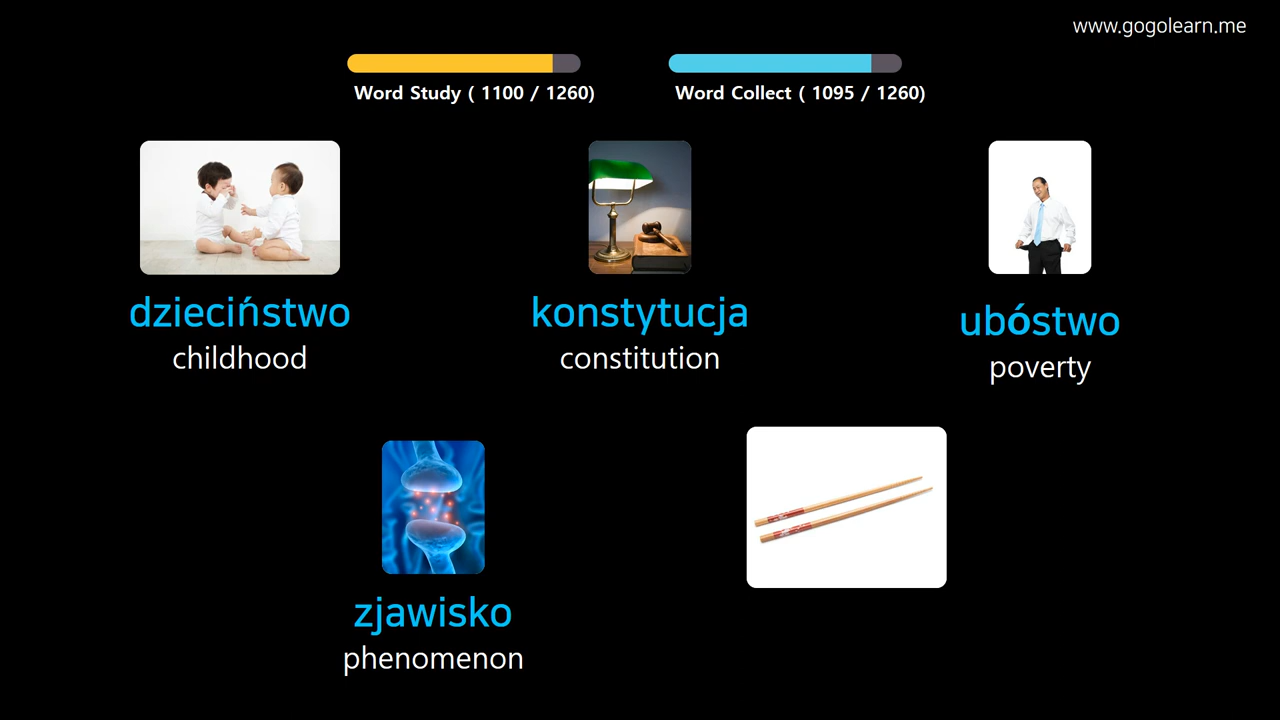 www.gogolearn.me
Word Study ( 1100 / 1260)
Word Collect ( 1095 / 1260)
dzieciństwo
childhood
konstytucja
constitution
ubóstwo
poverty
zjawisko
phenomenon